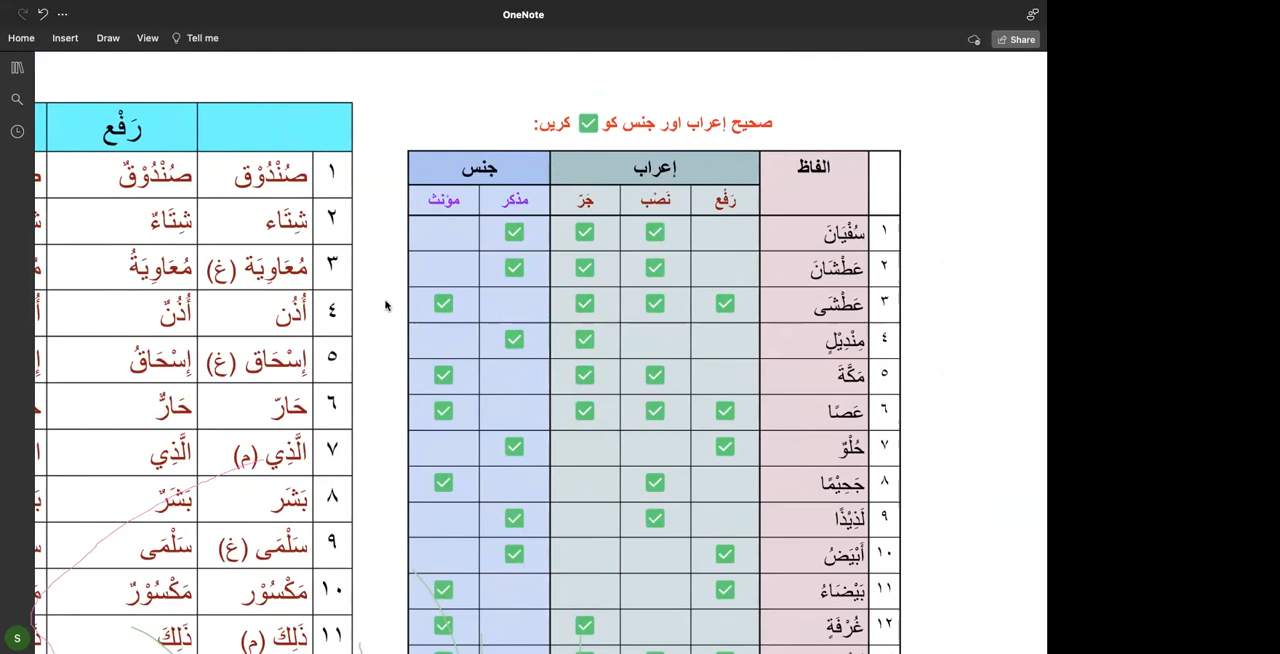 OneNote
Home Insert Draw View Tell me
Share
صحیح إعراب اور جنس کو ✅ کریں:
الفاظ إعراب جنس
رَفْع نَصْب جَرّ مذکر مؤنث
١ سُفْيَانَ ✅ ✅ ✅
٢ عَطْشَانَ ✅ ✅ ✅
٣ عَطْشَى ✅ ✅ ✅ ✅
٤ مِنْدِيْلٍ ✅ ✅
٥ مَكَّةَ ✅ ✅ ✅
٦ عَصًا ✅ ✅ ✅ ✅
٧ حُلْوٌ ✅ ✅
٨ جَحِيْمًا ✅ ✅
٩ لَذِيْذًا ✅ ✅
١٠ أَبْيَضُ ✅ ✅
١١ بَيْضَاءُ ✅ ✅
١٢ غُرْفَةٍ ✅ ✅
رَفْع
١ صُنْدُوْق صُنْدُوْقٌ
٢ شِتَاء شِتَاءٌ
٣ مُعَاوِيَة (غ) مُعَاوِيَةُ
٤ أُذُن أُذُنٌ
٥ إِسْحَاق (غ) إِسْحَاقُ
٦ حَارّ حَارٌّ
٧ الَّذِي (م) الَّذِي
٨ بَشَر بَشَرٌ
٩ سَلْمَى (غ) سَلْمَى
١٠ مَكْسُوْر مَكْسُوْرٌ
١١ ذَلِكَ (م) ذَلِكَ
S